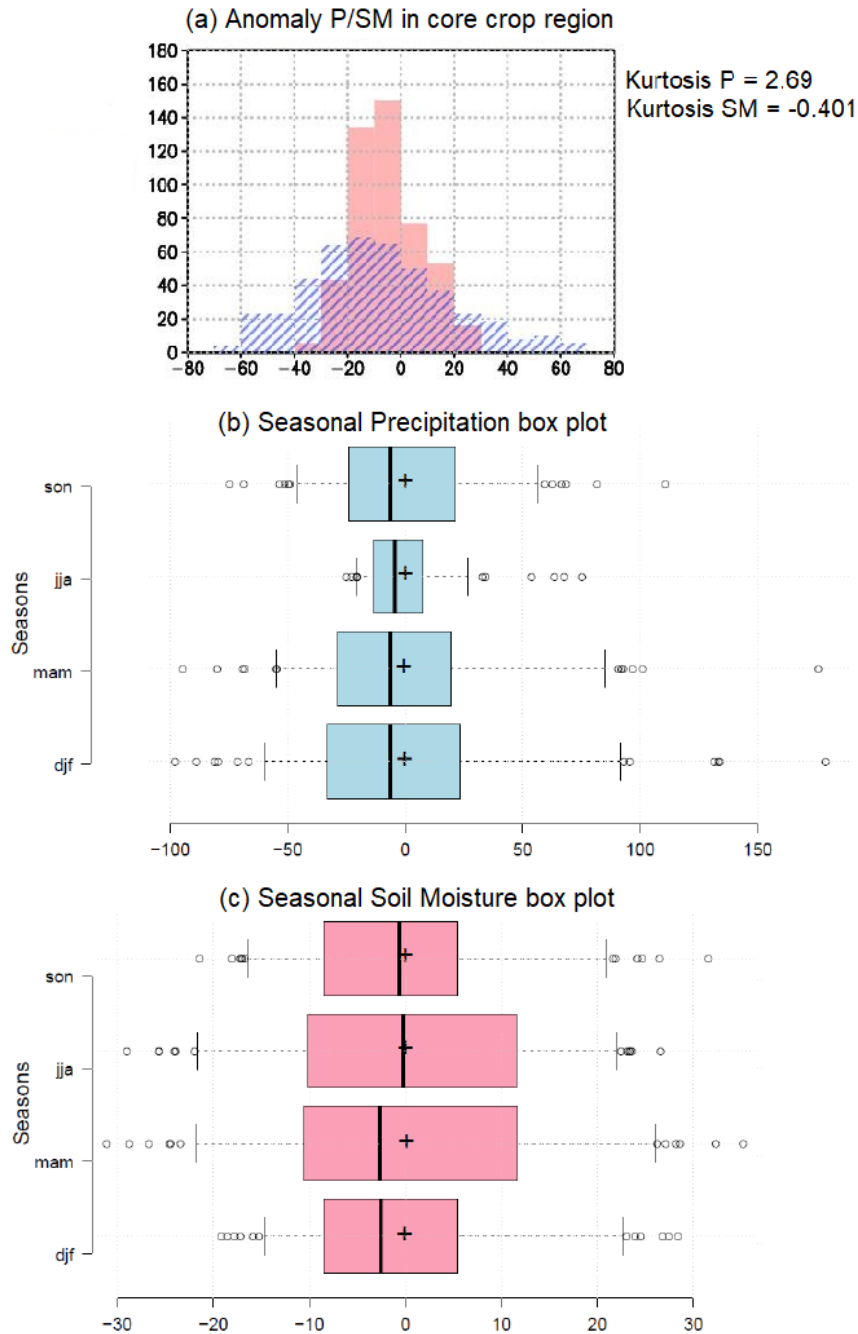 (a) Anomaly P/SM in core crop region
Kurtosis P = 2.69
Kurtosis SM = -0.401
180
160
140
120
100
80
60
40
20
0
−80 −60 −40 −20 0 20 40 60 80
(b) Seasonal Precipitation box plot
Seasons
son
jja
mam
djf
−100 −50 0 50 100 150
(c) Seasonal Soil Moisture box plot
Seasons
son
jja
mam
djf
−30 −20 −10 0 10 20 30